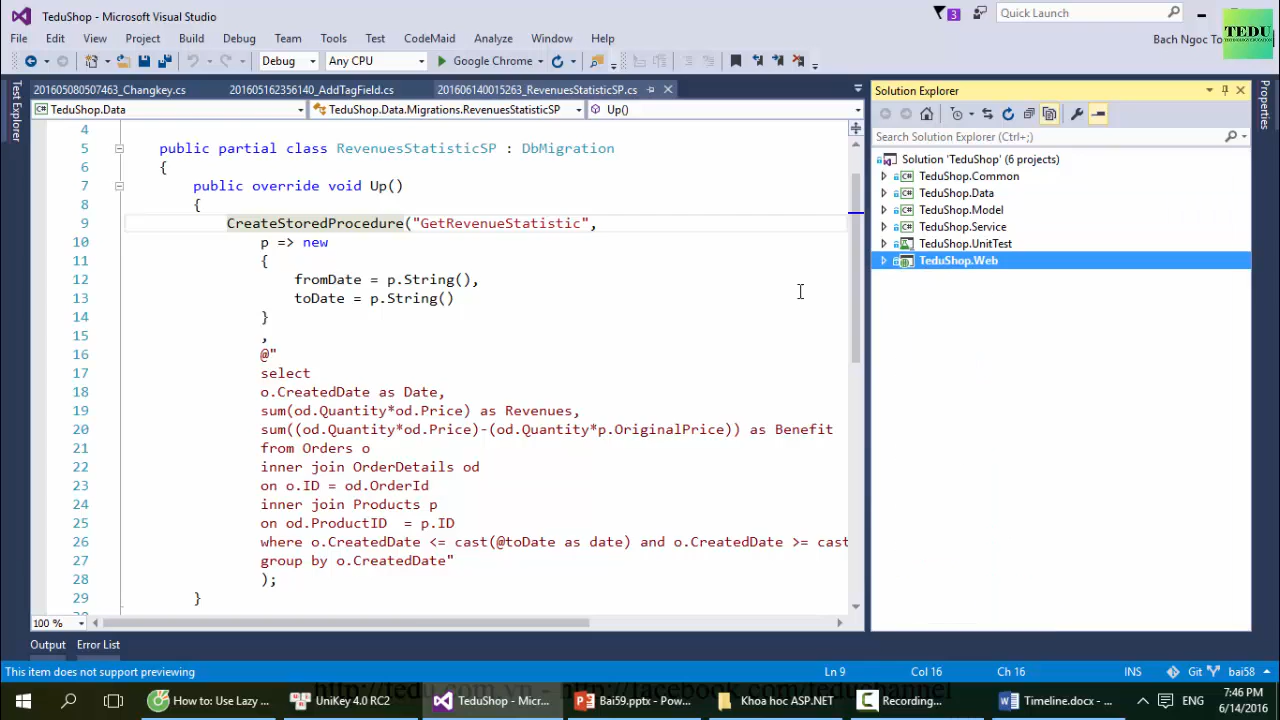 TeduShop - Microsoft Visual Studio
3
Quick Launch
File Edit View Project Build Debug Team Tools Test CodeMaid Analyze Window Help
Bach Ngoc To
TEDU
Debug Any CPU Google Chrome
Test Explorer
201605080507463_Changkey.cs 201605162356140_AddTagField.cs 201606140015263_RevenuesStatisticSP.cs
TeduShop.Data TeduShop.Data.Migrations.RevenuesStatisticSP Up()
4
5 public partial class RevenuesStatisticSP : DbMigration
6 {
7 public override void Up()
8 {
9 CreateStoredProcedure("GetRevenueStatistic",
10 p => new
11 {
12 fromDate = p.String(),
13 toDate = p.String()
14 }
15 ,
16 @"
17 select
18 o.CreatedDate as Date,
19 sum(od.Quantity*od.Price) as Revenues,
20 sum((od.Quantity*od.Price)-(od.Quantity*p.OriginalPrice)) as Benefit
21 from Orders o
22 inner join OrderDetails od
23 on o.ID = od.OrderId
24 inner join Products p
25 on od.ProductID  = p.ID
26 where o.CreatedDate <= cast(@toDate as date) and o.CreatedDate >= cast
27 group by o.CreatedDate"
28 );
29 }
100 %
Solution Explorer
Search Solution Explorer (Ctrl+;)
Solution 'TeduShop' (6 projects)
TeduShop.Common
TeduShop.Data
TeduShop.Model
TeduShop.Service
TeduShop.UnitTest
TeduShop.Web
Properties
Output Error List
This item does not support previewing Ln 9 Col 16 Ch 16 INS Git bai58
How to: Use Lazy ... UniKey 4.0 RC2 TeduShop - Micr... Bai59.pptx - Pow... Khoa hoc ASP.NET Recording... Timeline.docx - ... ENG 7:46 PM
6/14/2016